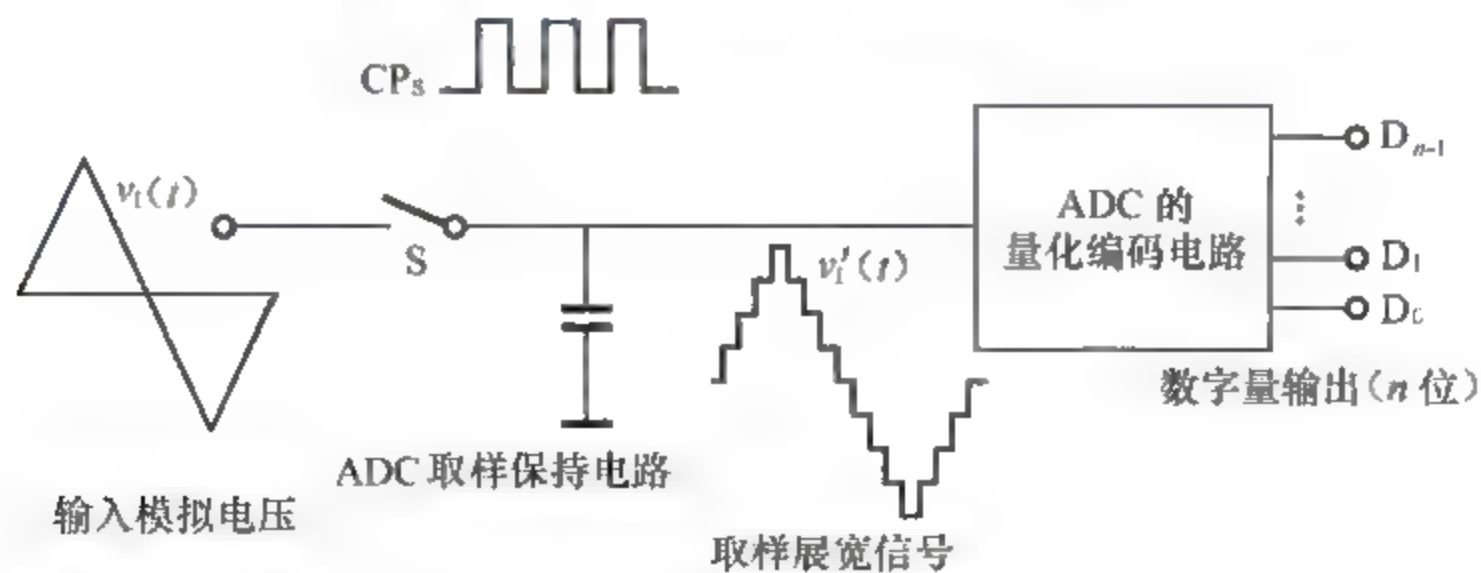 CPs
vI(t)
S
ADC 的
量化编码电路
Dn-1
⋮
D1
D0
vI'(t)
数字量输出(n 位)
ADC 取样保持电路
输入模拟电压
取样展宽信号